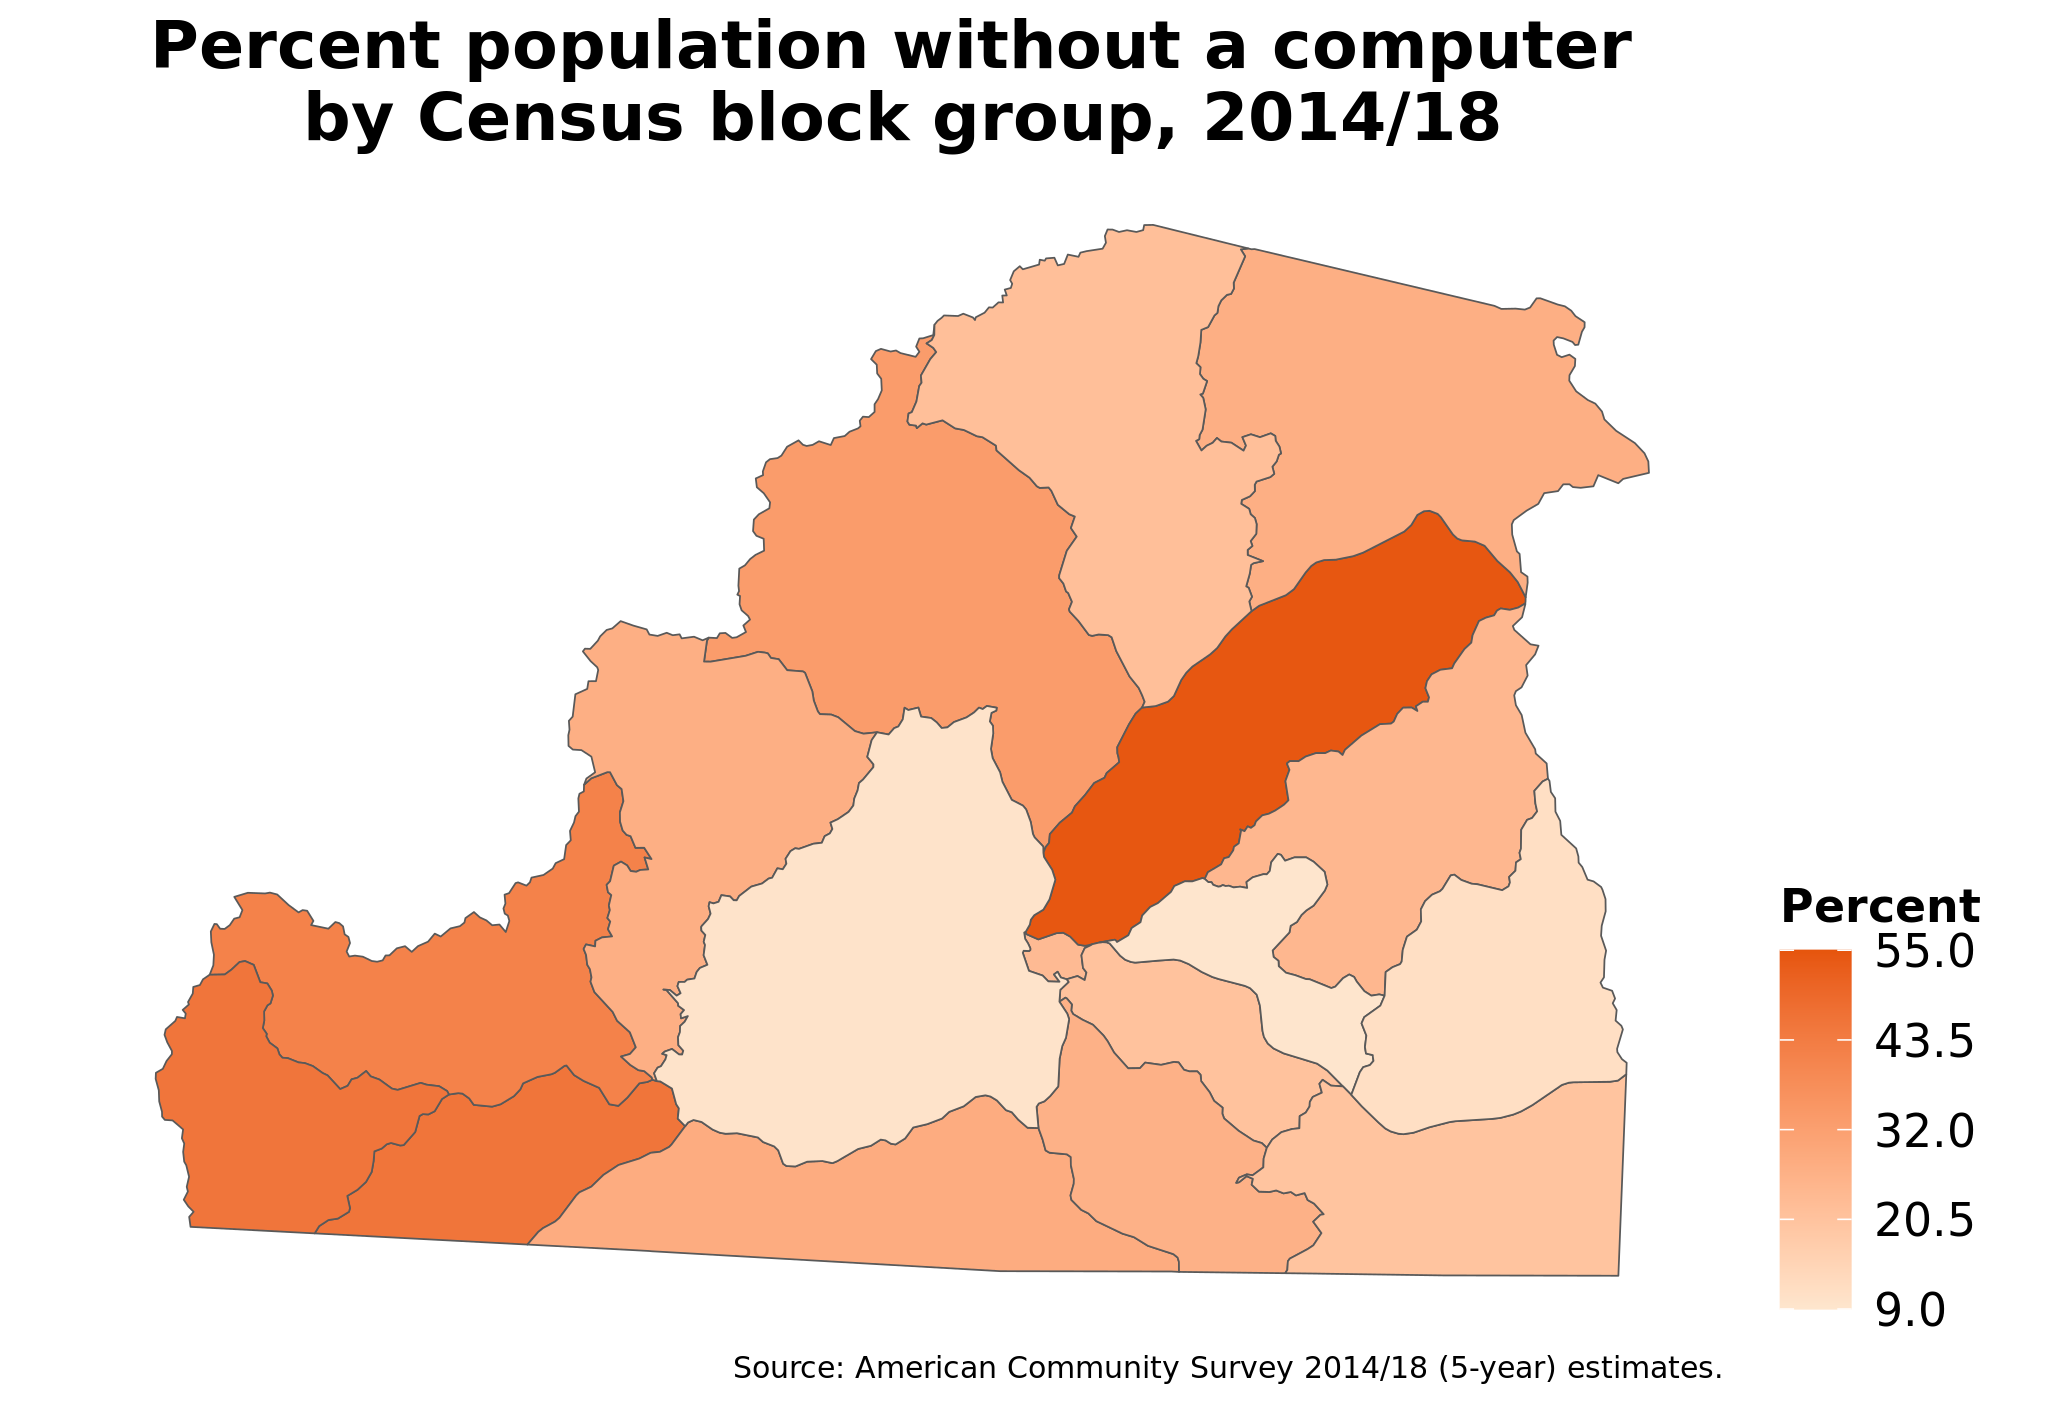 Percent population without a computer
by Census block group, 2014/18
Percent
55.0
43.5
32.0
20.5
9.0
Source: American Community Survey 2014/18 (5-year) estimates.